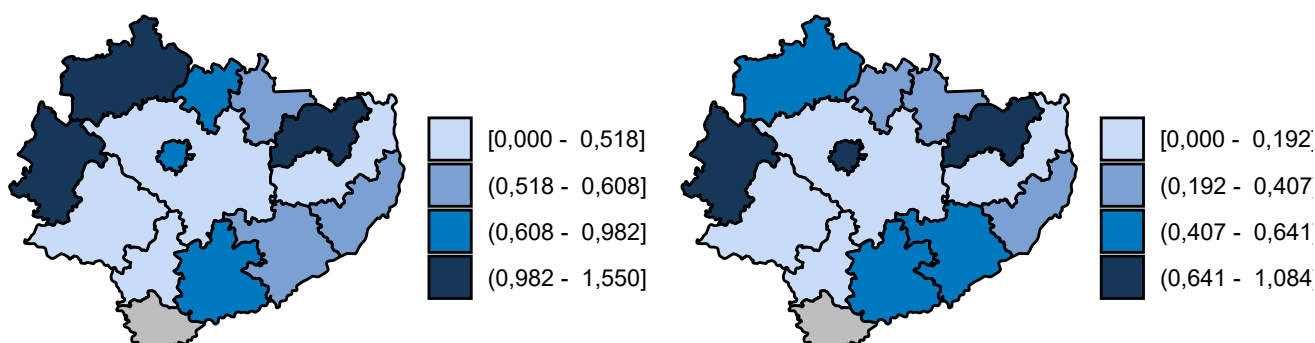 [0,000 - 0,518]
(0,518 - 0,608]
(0,608 - 0,982]
(0,982 - 1,550]
[0,000 - 0,192]
(0,192 - 0,407]
(0,407 - 0,641]
(0,641 - 1,084]